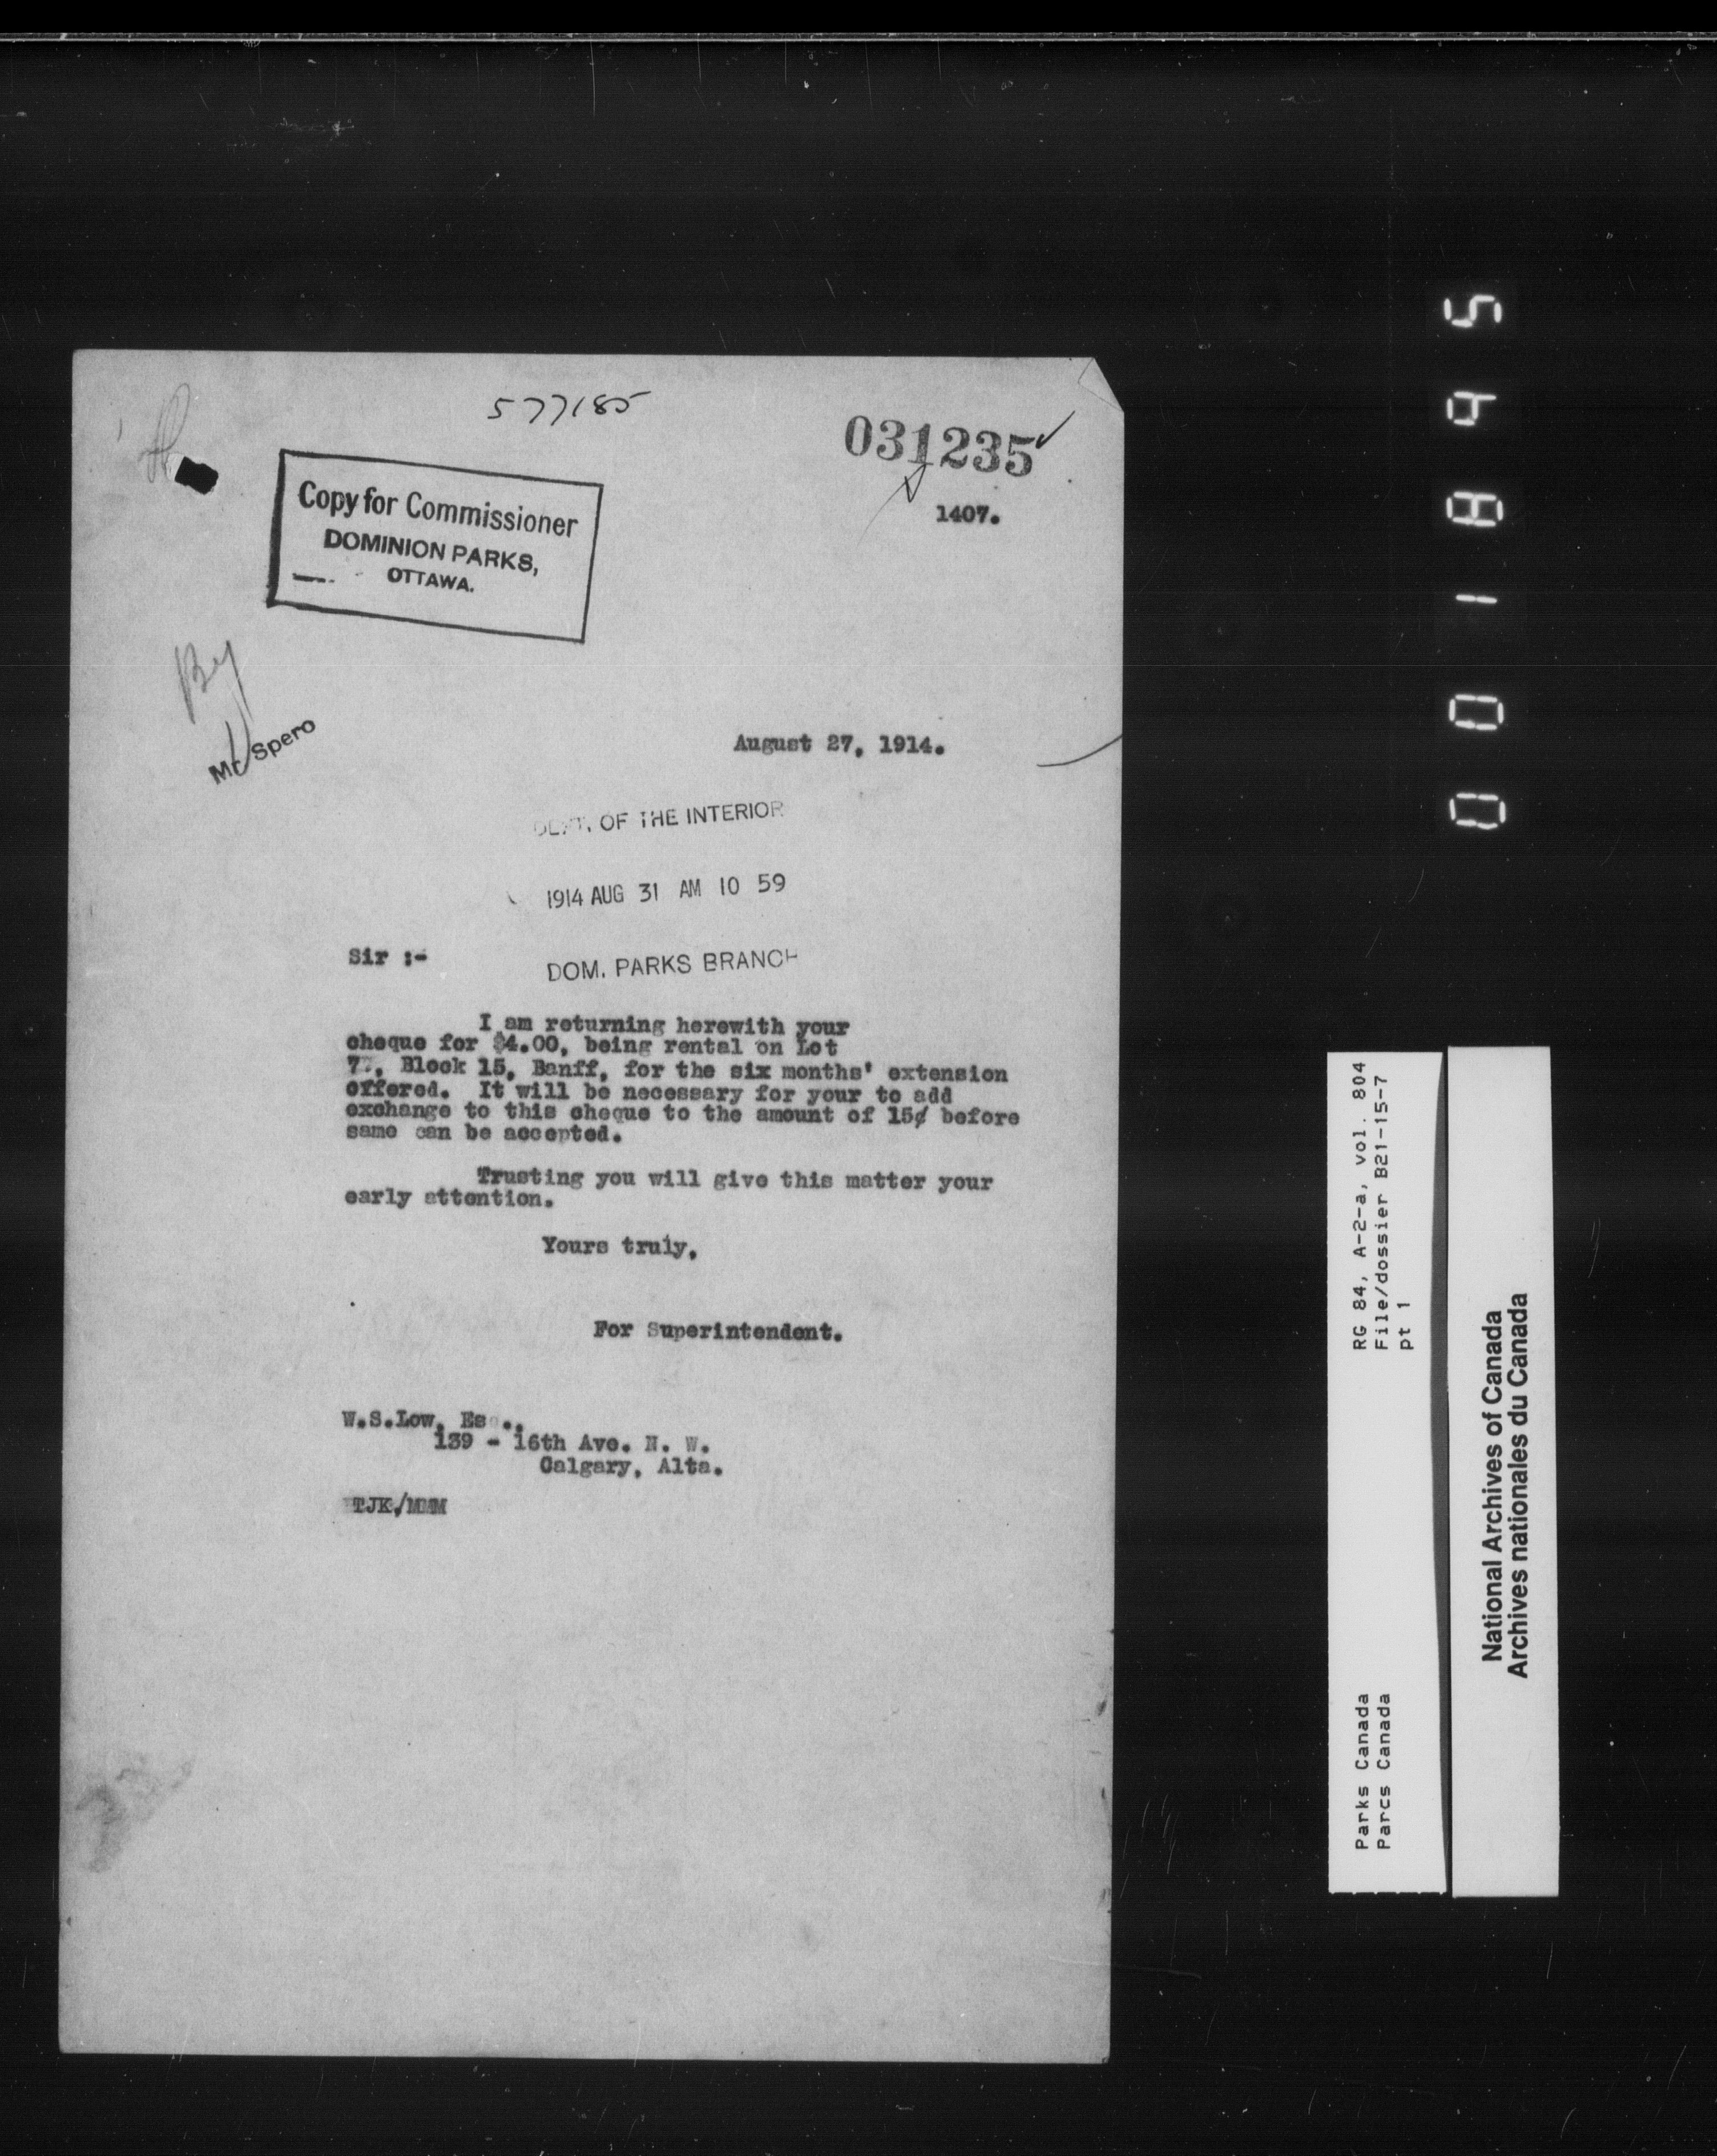 577185
031235
1407.
Copy for Commissioner
DOMINION PARKS,
OTTAWA.
By
Mr Spero
August 27, 1914.
DEPT. OF THE INTERIOR
1914 AUG 31 AM 10 59
Sir :-
DOM. PARKS BRANCH
I am returning herewith your
cheque for $4.00, being rental on Lot
7, Block 15, Banff, for the six months' extension
offered. It will be necessary for your to add
exchange to this cheque to the amount of 15¢ before
same can be accepted.
Trusting you will give this matter your
early attention.
Yours truly,
For Superintendent.
W.S.Low, Esq.,
139 - 16th Ave. N. W.
Calgary, Alta.
TJK/MMM
001895
RG 84, A-2-a, vol. 804
File/dossier B21-15-7
pt 1
Parks Canada
Parcs Canada
National Archives of Canada
Archives nationales du Canada